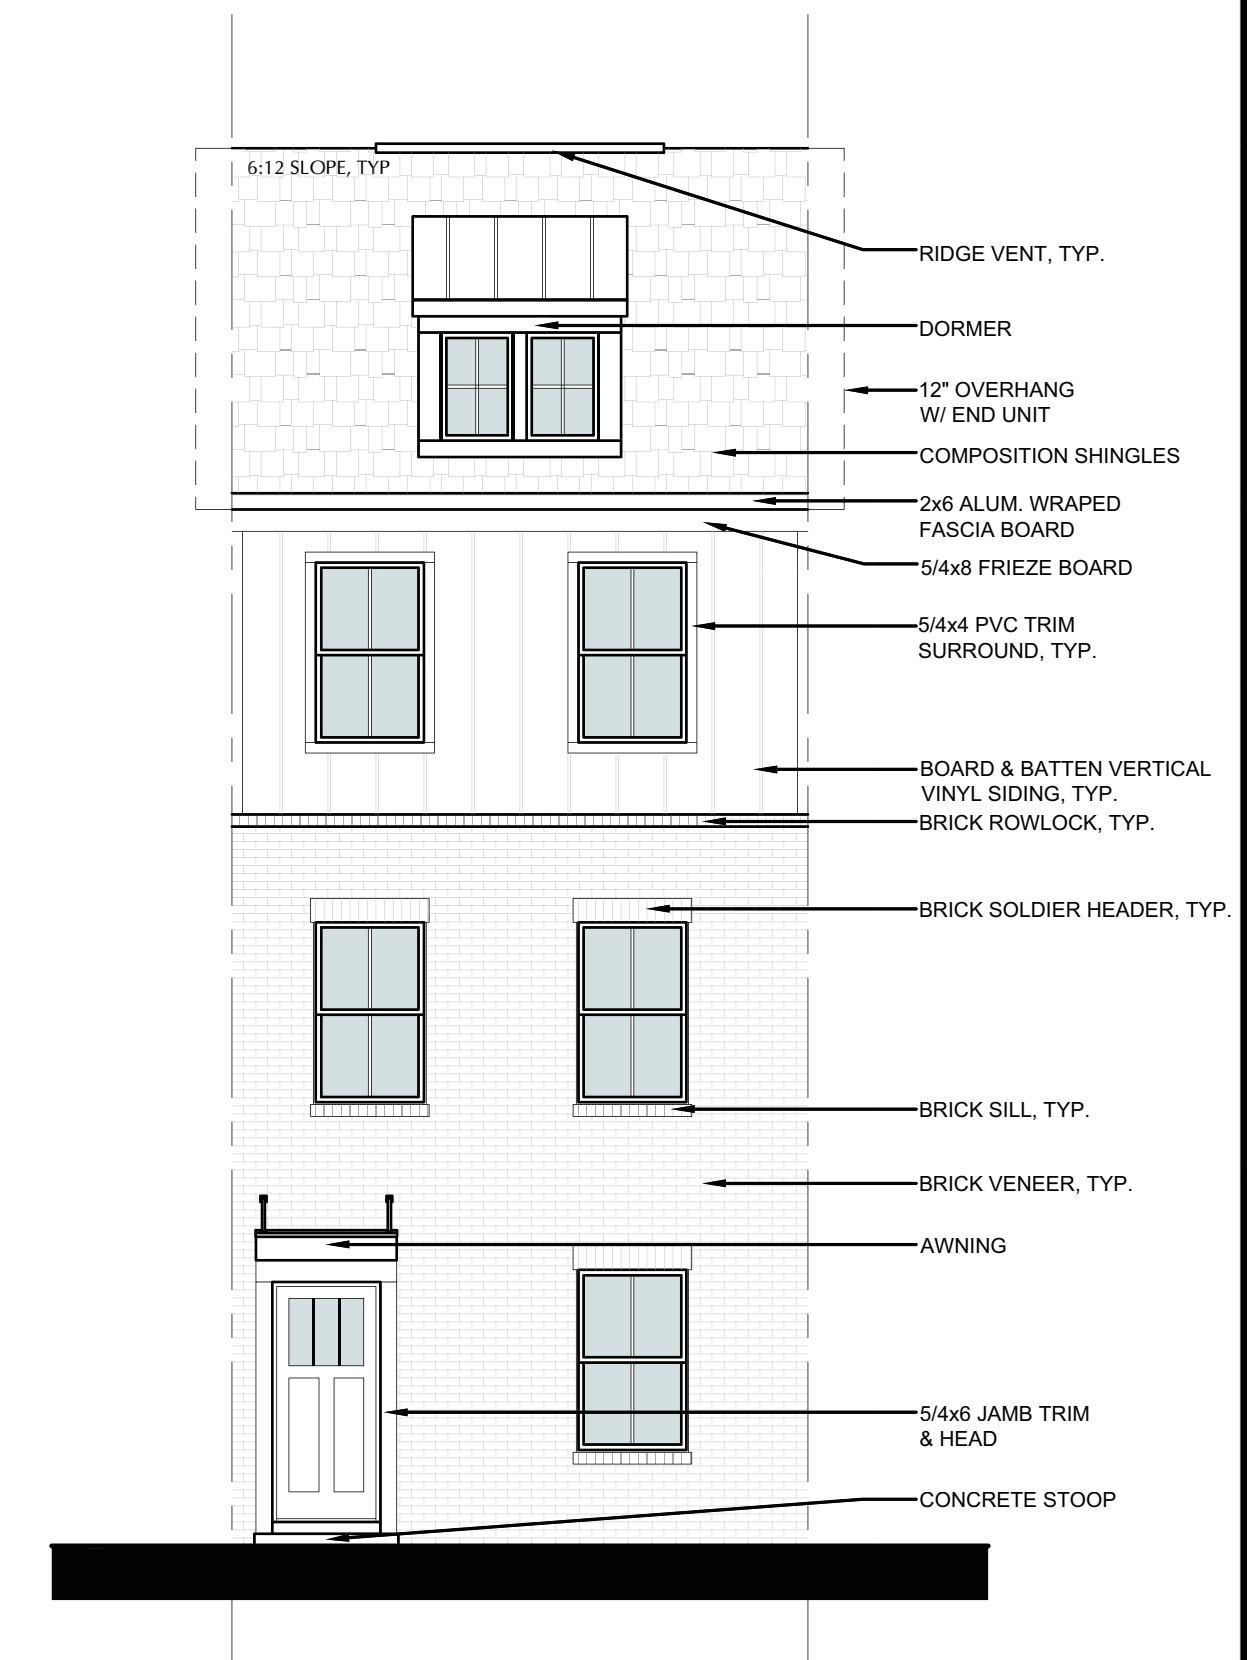 6:12 SLOPE, TYP
RIDGE VENT, TYP.
DORMER
12" OVERHANG
W/ END UNIT
COMPOSITION SHINGLES
2x6 ALUM. WRAPED
FASCIA BOARD
5/4x8 FRIEZE BOARD
5/4x4 PVC TRIM
SURROUND, TYP.
BOARD & BATTEN VERTICAL
VINYL SIDING, TYP.
BRICK ROWLOCK, TYP.
BRICK SOLDIER HEADER, TYP.
BRICK SILL, TYP.
BRICK VENEER, TYP.
AWNING
5/4x6 JAMB TRIM
& HEAD
CONCRETE STOOP